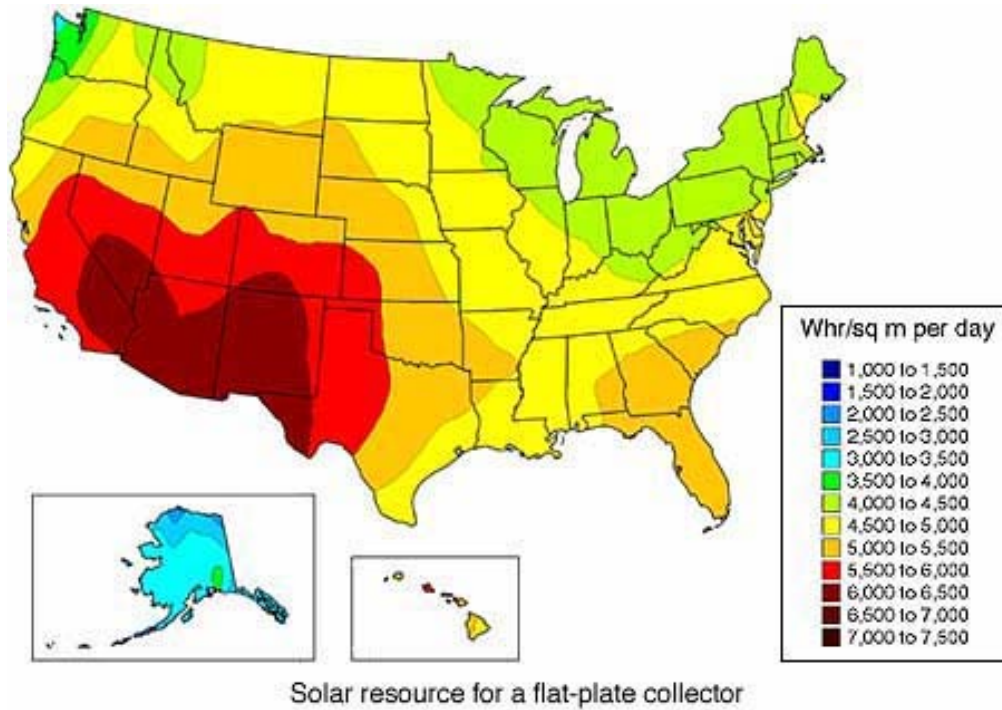 Whr/sq m per day
1,000 to 1,500
1,500 to 2,000
2,000 to 2,500
2,500 to 3,000
3,000 to 3,500
3,500 to 4,000
4,000 to 4,500
4,500 to 5,000
5,000 to 5,500
5,500 to 6,000
6,000 to 6,500
6,500 to 7,000
7,000 to 7,500
Solar resource for a flat-plate collector